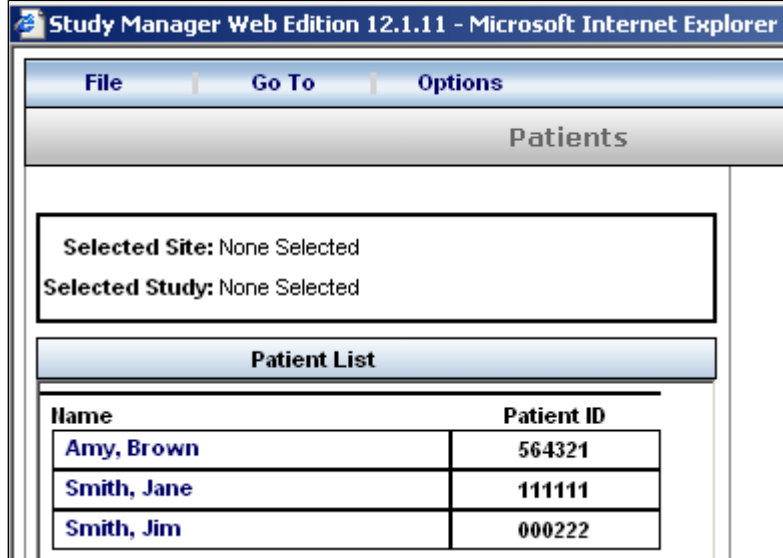 Study Manager Web Edition 12.1.11 - Microsoft Internet Explorer
File | Go To | Options
Patients
Selected Site: None Selected
Selected Study: None Selected
Patient List
Name Patient ID
Amy, Brown 564321
Smith, Jane 111111
Smith, Jim 000222